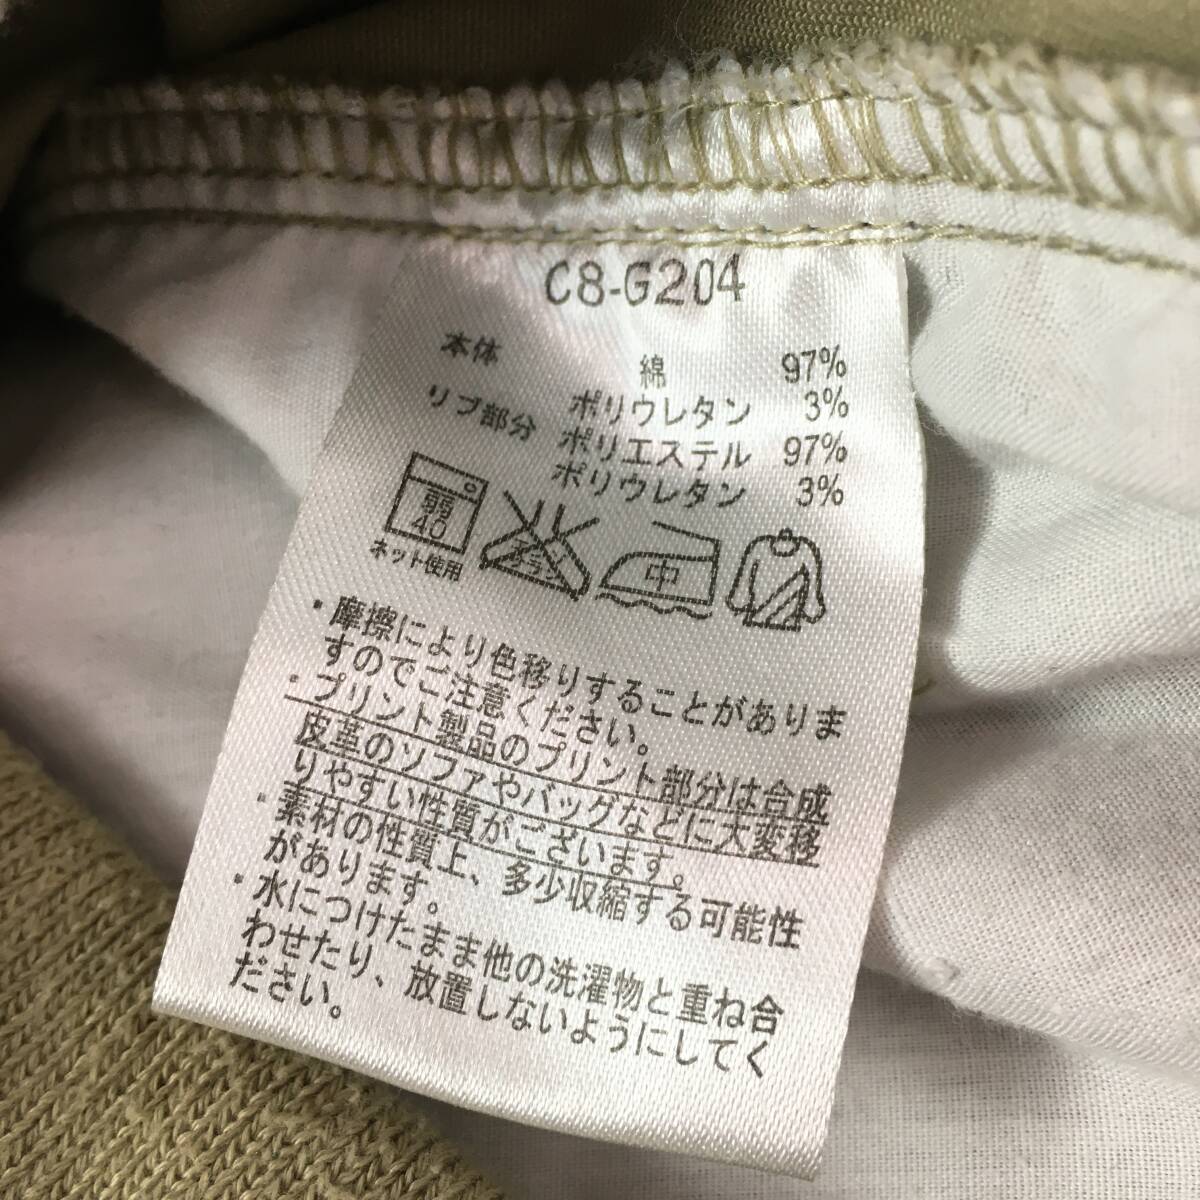 C8-G204
本体 綿 97%
ポリウレタン 3%
リブ部分 ポリエステル 97%
ポリウレタン 3%
弱
40
ネット使用
エンソ
サラシ
中
・摩擦により色移りすることがありま
すのでご注意ください。
・プリント製品のプリント部分は合成
皮革のソファやバッグなどに大変移
りやすい性質がございます。
・素材の性質上、多少収縮する可能性
があります。
・水につけたまま他の洗濯物と重ね合
わせたり、放置しないようにしてく
ださい。